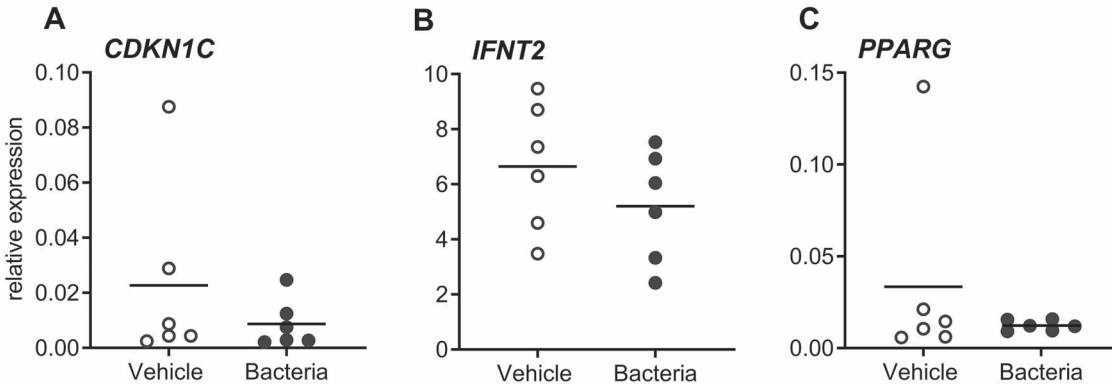 A
CDKN1C
relative expression
0.10
0.08
0.06
0.04
0.02
0.00
Vehicle Bacteria
B
IFNT2
10
8
6
4
2
0
Vehicle Bacteria
C
PPARG
0.15
0.10
0.05
0.00
Vehicle Bacteria